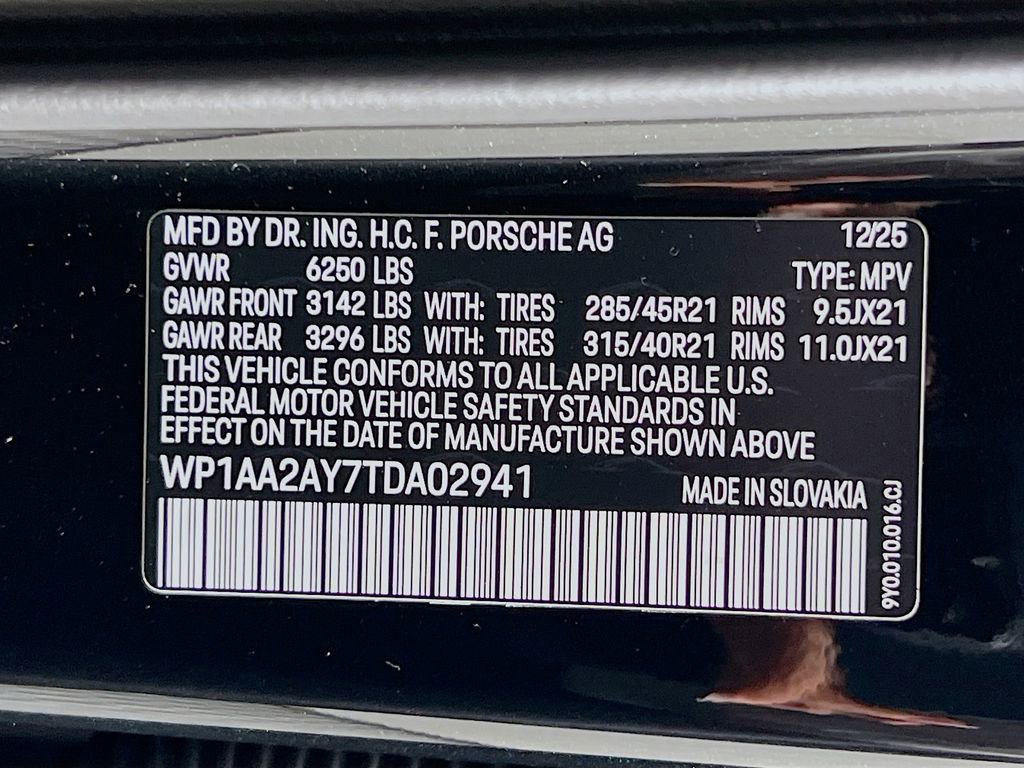 MFD BY DR. ING. H.C. F. PORSCHE AG 12/25
GVWR 6250 LBS TYPE: MPV
GAWR FRONT 3142 LBS WITH: TIRES 285/45R21 RIMS 9.5JX21
GAWR REAR 3296 LBS WITH: TIRES 315/40R21 RIMS 11.0JX21
THIS VEHICLE CONFORMS TO ALL APPLICABLE U.S.
FEDERAL MOTOR VEHICLE SAFETY STANDARDS IN
EFFECT ON THE DATE OF MANUFACTURE SHOWN ABOVE
WP1AA2AY7TDA02941 MADE IN SLOVAKIA
9Y0.010.016.CJ